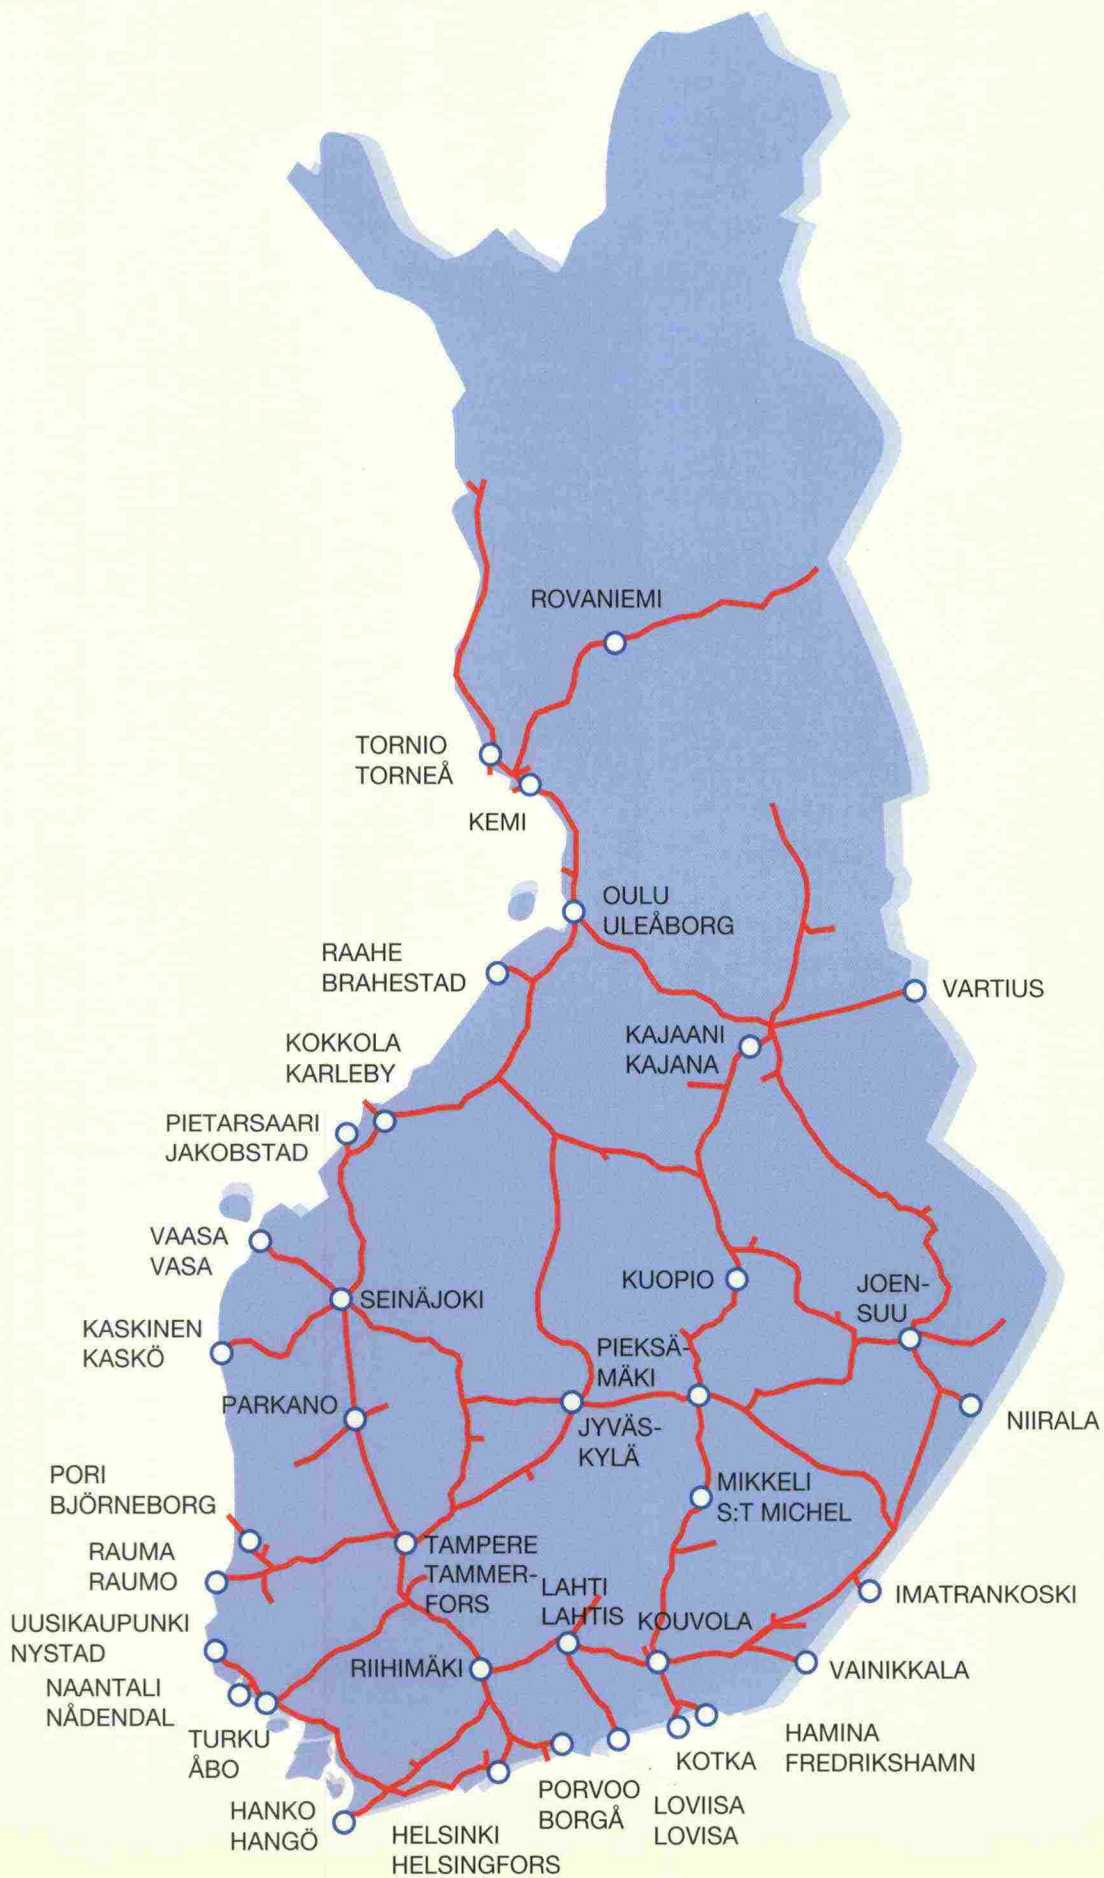 ROVANIEMI
TORNIO
TORNEÅ
KEMI
OULU
ULEÅBORG
RAAHE
BRAHESTAD
VARTIUS
KAJAANI
KAJANA
KOKKOLA
KARLEBY
PIETARSAARI
JAKOBSTAD
VAASA
VASA
KUOPIO
JOEN-
SUU
SEINÄJOKI
KASKINEN
KASKÖ
PIEKSÄ-
MÄKI
PARKANO
NIIRALA
JYVÄS-
KYLÄ
PORI
BJÖRNEBORG
MIKKELI
S:T MICHEL
RAUMA
RAUMO
TAMPERE
TAMMER-
FORS
LAHTI
LAHTIS
IMATRANKOSKI
UUSIKAUPUNKI
NYSTAD
KOUVOLA
RIIHIMÄKI
VAINIKKALA
NAANTALI
NÅDENDAL
TURKU
ÅBO
HAMINA
FREDRIKSHAMN
KOTKA
PORVOO
BORGÅ
LOVIISA
LOVISA
HANKO
HANGÖ
HELSINKI
HELSINGFORS